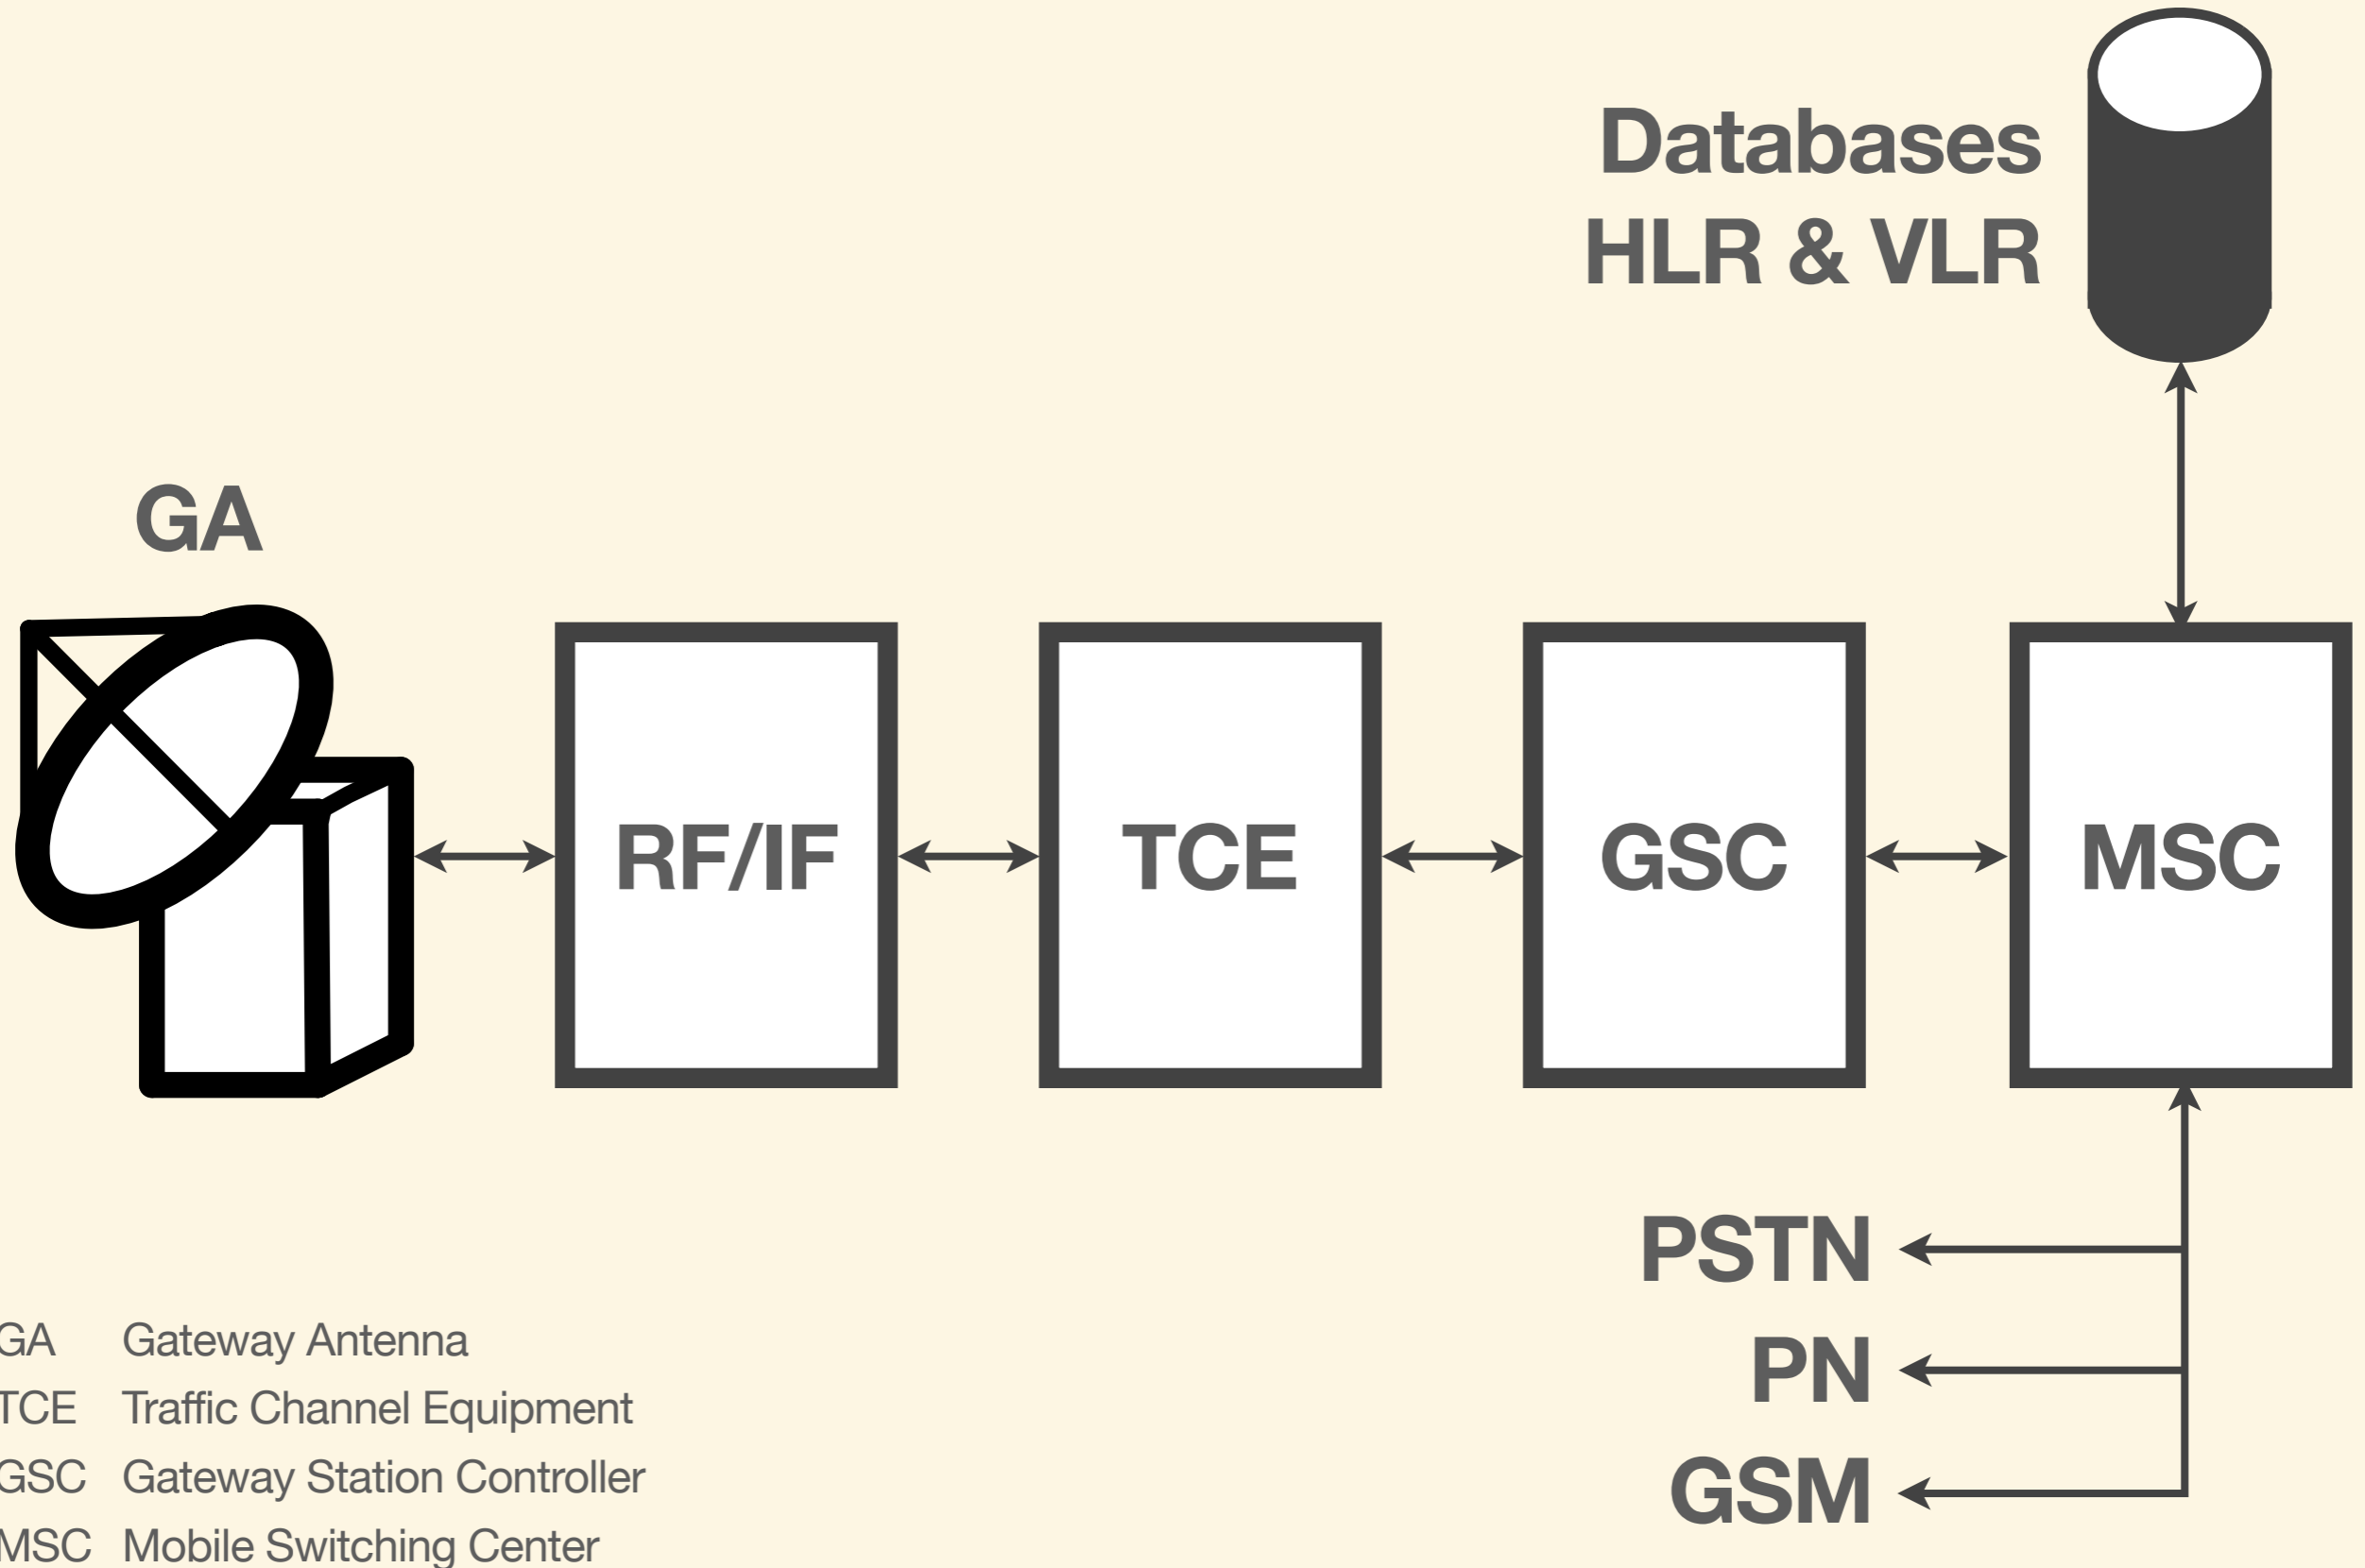 Databases
HLR & VLR
GA
RF/IF
TCE
GSC
MSC
PSTN
PN
GSM
GA Gateway Antenna
TCE Traffic Channel Equipment
GSC Gateway Station Controller
MSC Mobile Switching Center